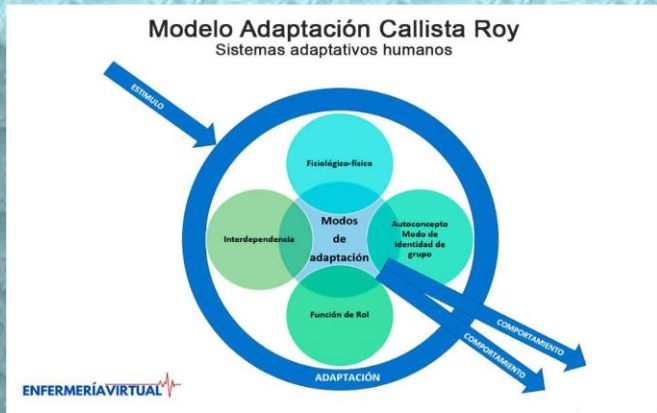 Modelo Adaptación Callista Roy
Sistemas adaptativos humanos
ESTIMULO
Fisiológico-físico
Interdependencia
Modos
de
adaptación
Autoconcepto
Modo de
identidad de
grupo
Función de Rol
COMPORTAMIENTO
COMPORTAMIENTO
ADAPTACIÓN
ENFERMERÍAVIRTUAL